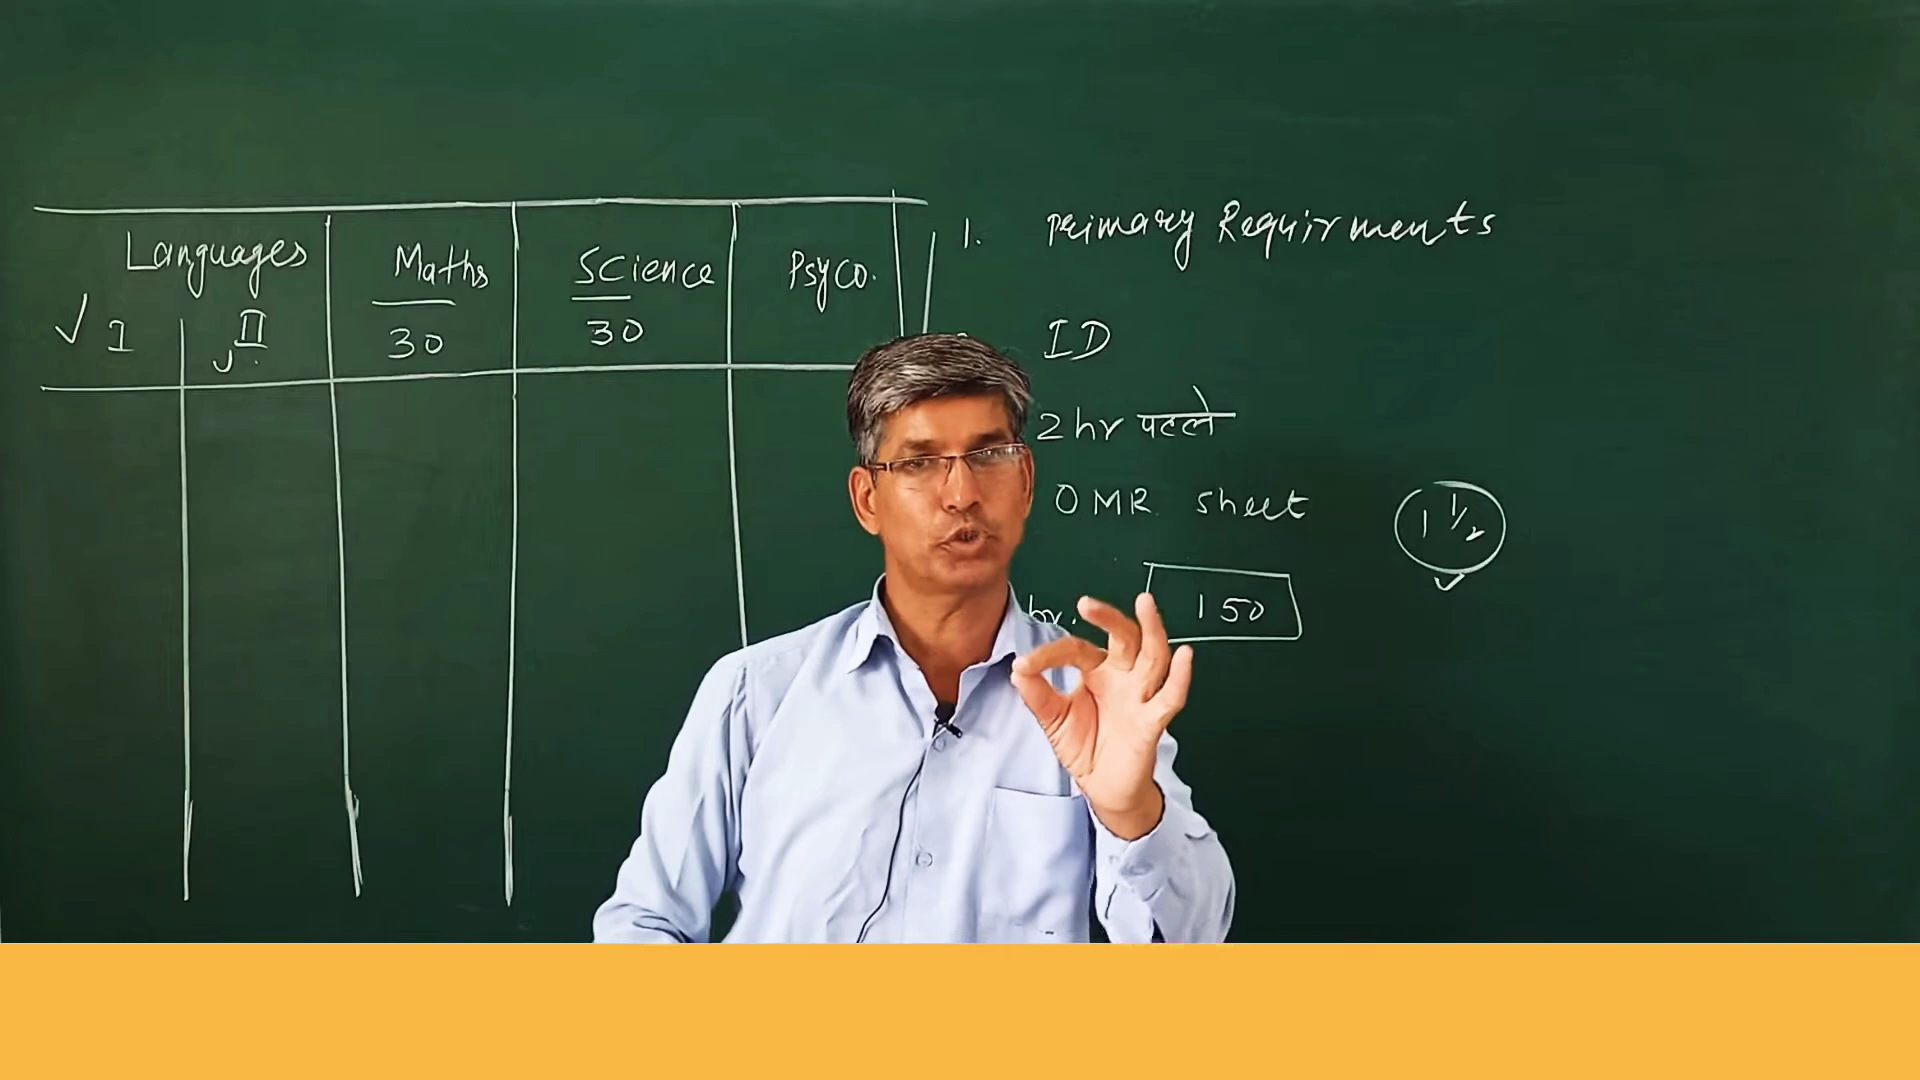 Languages Maths Science Psyco.
I II 30 30
1. Primary Requirments
ID
2 hr पहले
OMR sheet
1 1/2
hr. 150